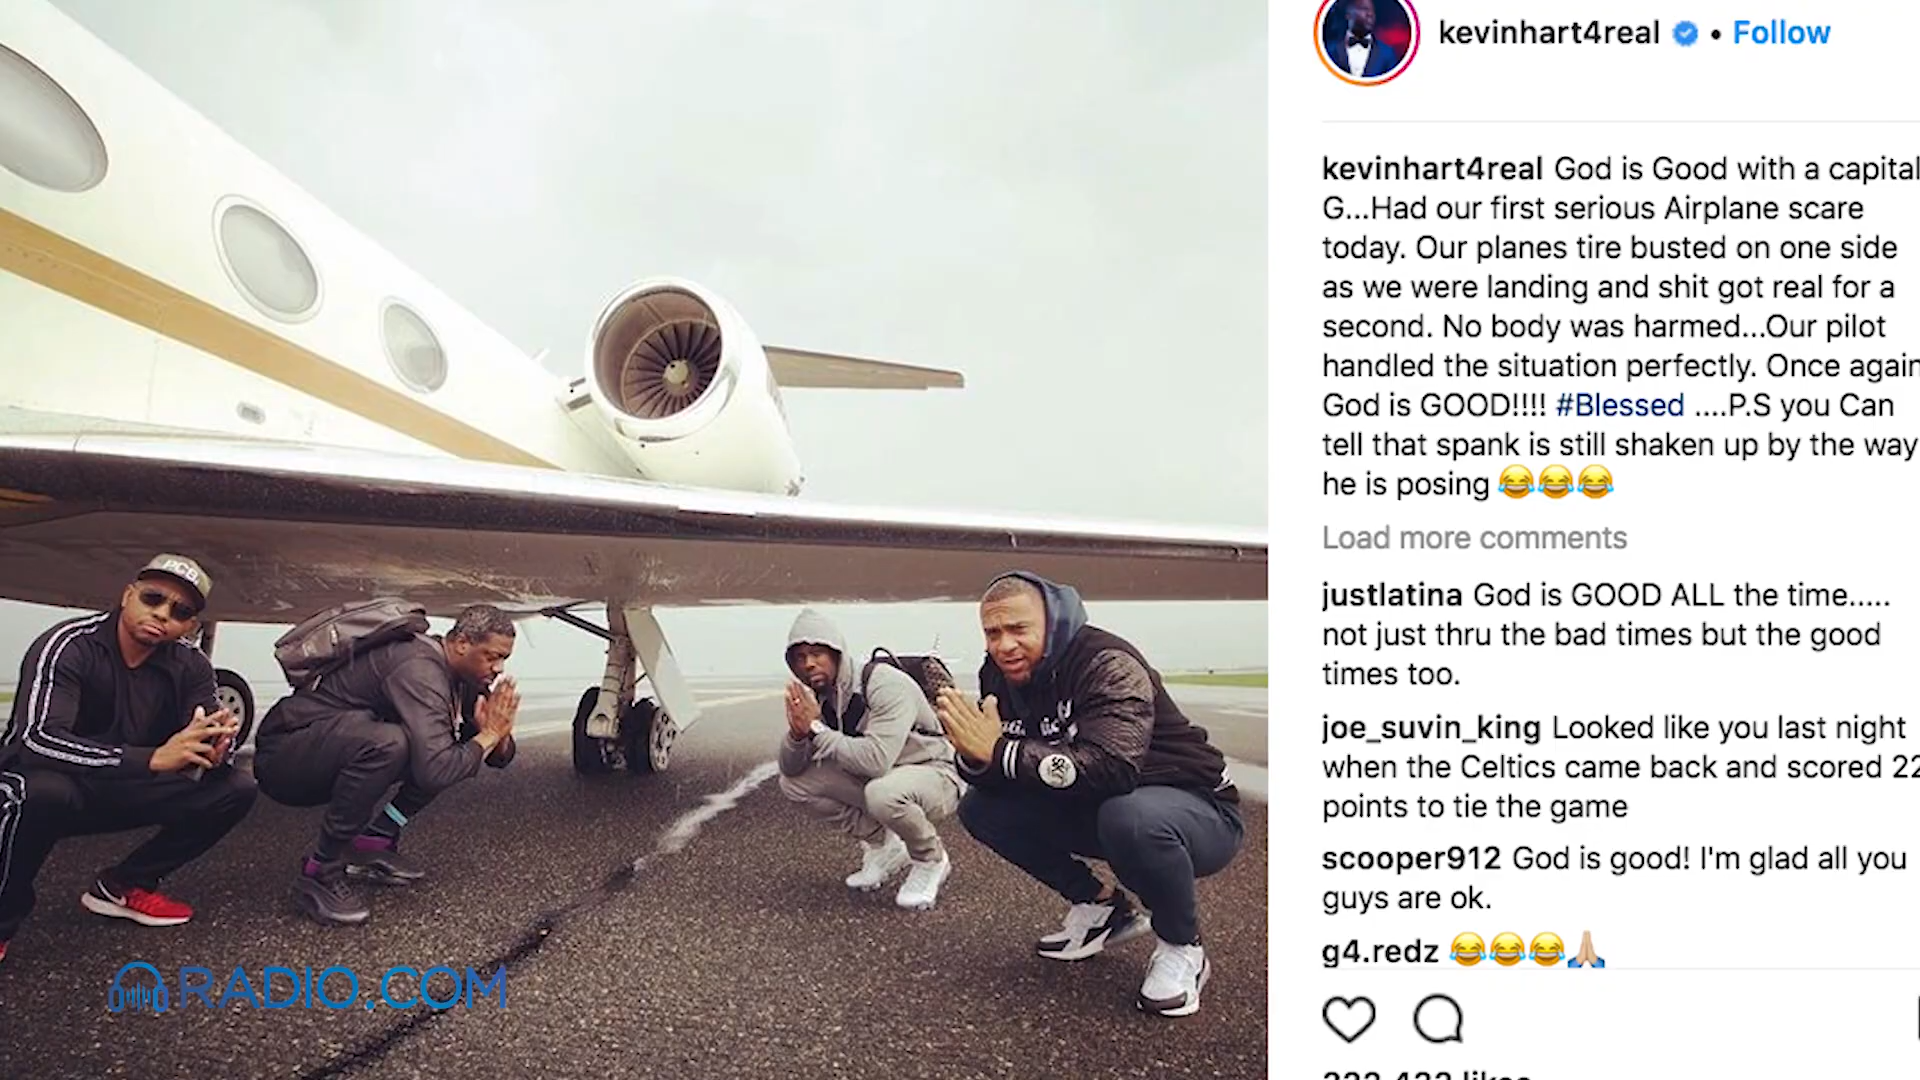 kevinhart4real • Follow
kevinhart4real God is Good with a capital
G...Had our first serious Airplane scare
today. Our planes tire busted on one side
as we were landing and shit got real for a
second. No body was harmed...Our pilot
handled the situation perfectly. Once again
God is GOOD!!!! #Blessed ....P.S you Can
tell that spank is still shaken up by the way
he is posing 😂😂😂
Load more comments
justlatina God is GOOD ALL the time.....
not just thru the bad times but the good
times too.
joe_suvin_king Looked like you last night
when the Celtics came back and scored 22
points to tie the game
scooper912 God is good! I'm glad all you
guys are ok.
g4.redz 😂😂😂🙏🏼
PCB
RADIO.COM